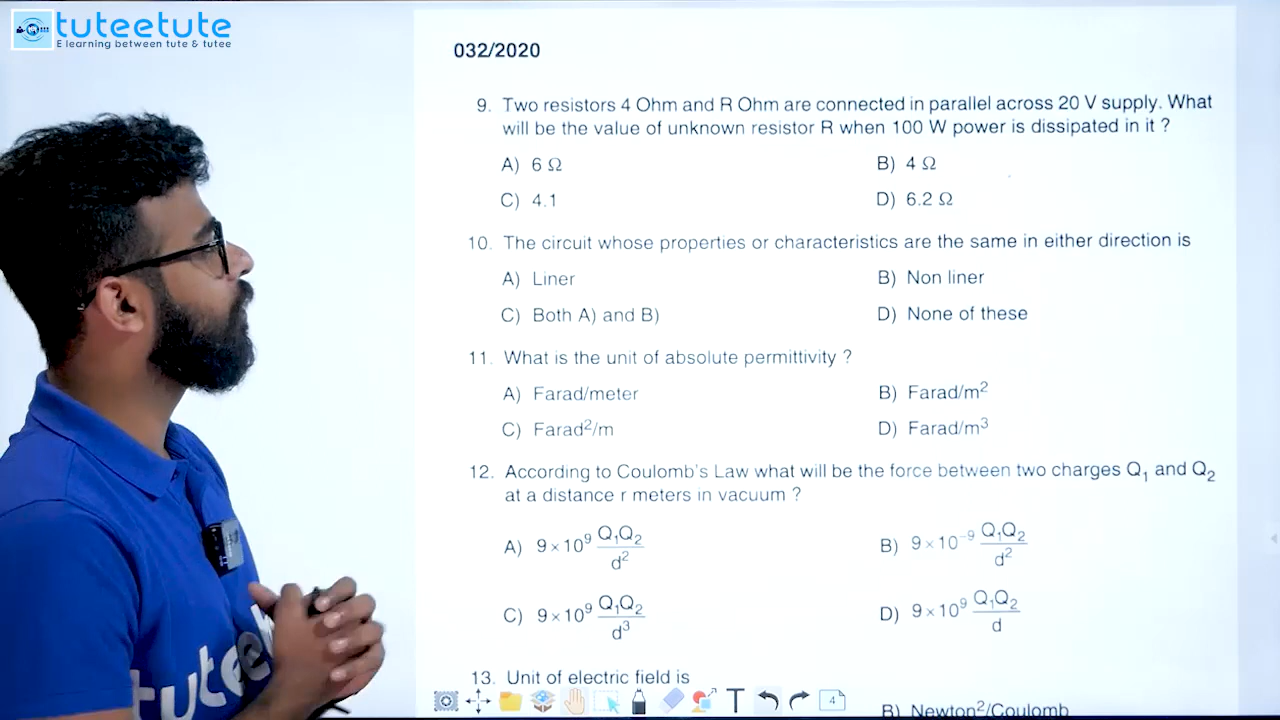 tuteetute
E learning between tute & tutee
032/2020
9. Two resistors 4 Ohm and R Ohm are connected in parallel across 20 V supply. What
will be the value of unknown resistor R when 100 W power is dissipated in it ?
A) 6 Ω B) 4 Ω
C) 4.1 D) 6.2 Ω
10. The circuit whose properties or characteristics are the same in either direction is
A) Liner B) Non liner
C) Both A) and B) D) None of these
11. What is the unit of absolute permittivity ?
A) Farad/meter B) Farad/m²
C) Farad²/m D) Farad/m³
12. According to Coulomb's Law what will be the force between two charges Q₁ and Q₂
at a distance r meters in vacuum ?
A) 9 × 10⁹ Q₁Q₂/d² B) 9 × 10⁻⁹ Q₁Q₂/d²
C) 9 × 10⁹ Q₁Q₂/d³ D) 9 × 10⁹ Q₁Q₂/d
13. Unit of electric field is
B) Newton²/Coulomb
T 4
tutee